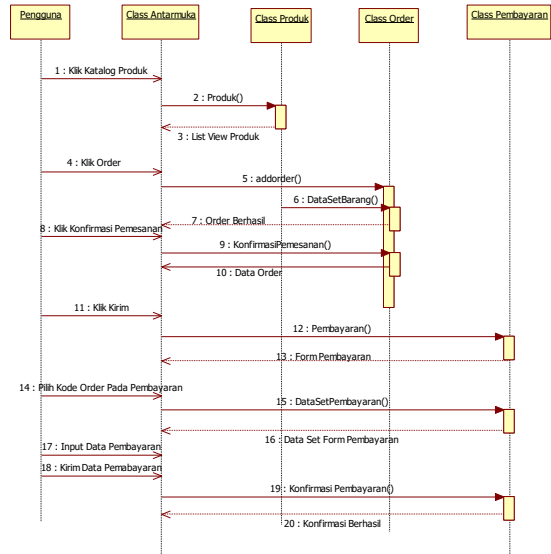 Pengguna
Class Antarmuka
Class Produk
Class Order
Class Pembayaran
1 : Klik Katalog Produk
2 : Produk()
3 : List View Produk
4 : Klik Order
5 : addorder()
6 : DataSetBarang()
7 : Order Berhasil
8 : Klik Konfirmasi Pemesanan
9 : KonfirmasiPemesanan()
10 : Data Order
11 : Klik Kirim
12 : Pembayaran()
13 : Form Pembayaran
14 : Pilih Kode Order Pada Pembayaran
15 : DataSetPembayaran()
16 : Data Set Form Pembayaran
17 : Input Data Pembayaran
18 : Kirim Data Pemabayaran
19 : Konfirmasi Pembayaran()
20 : Konfirmasi Berhasil